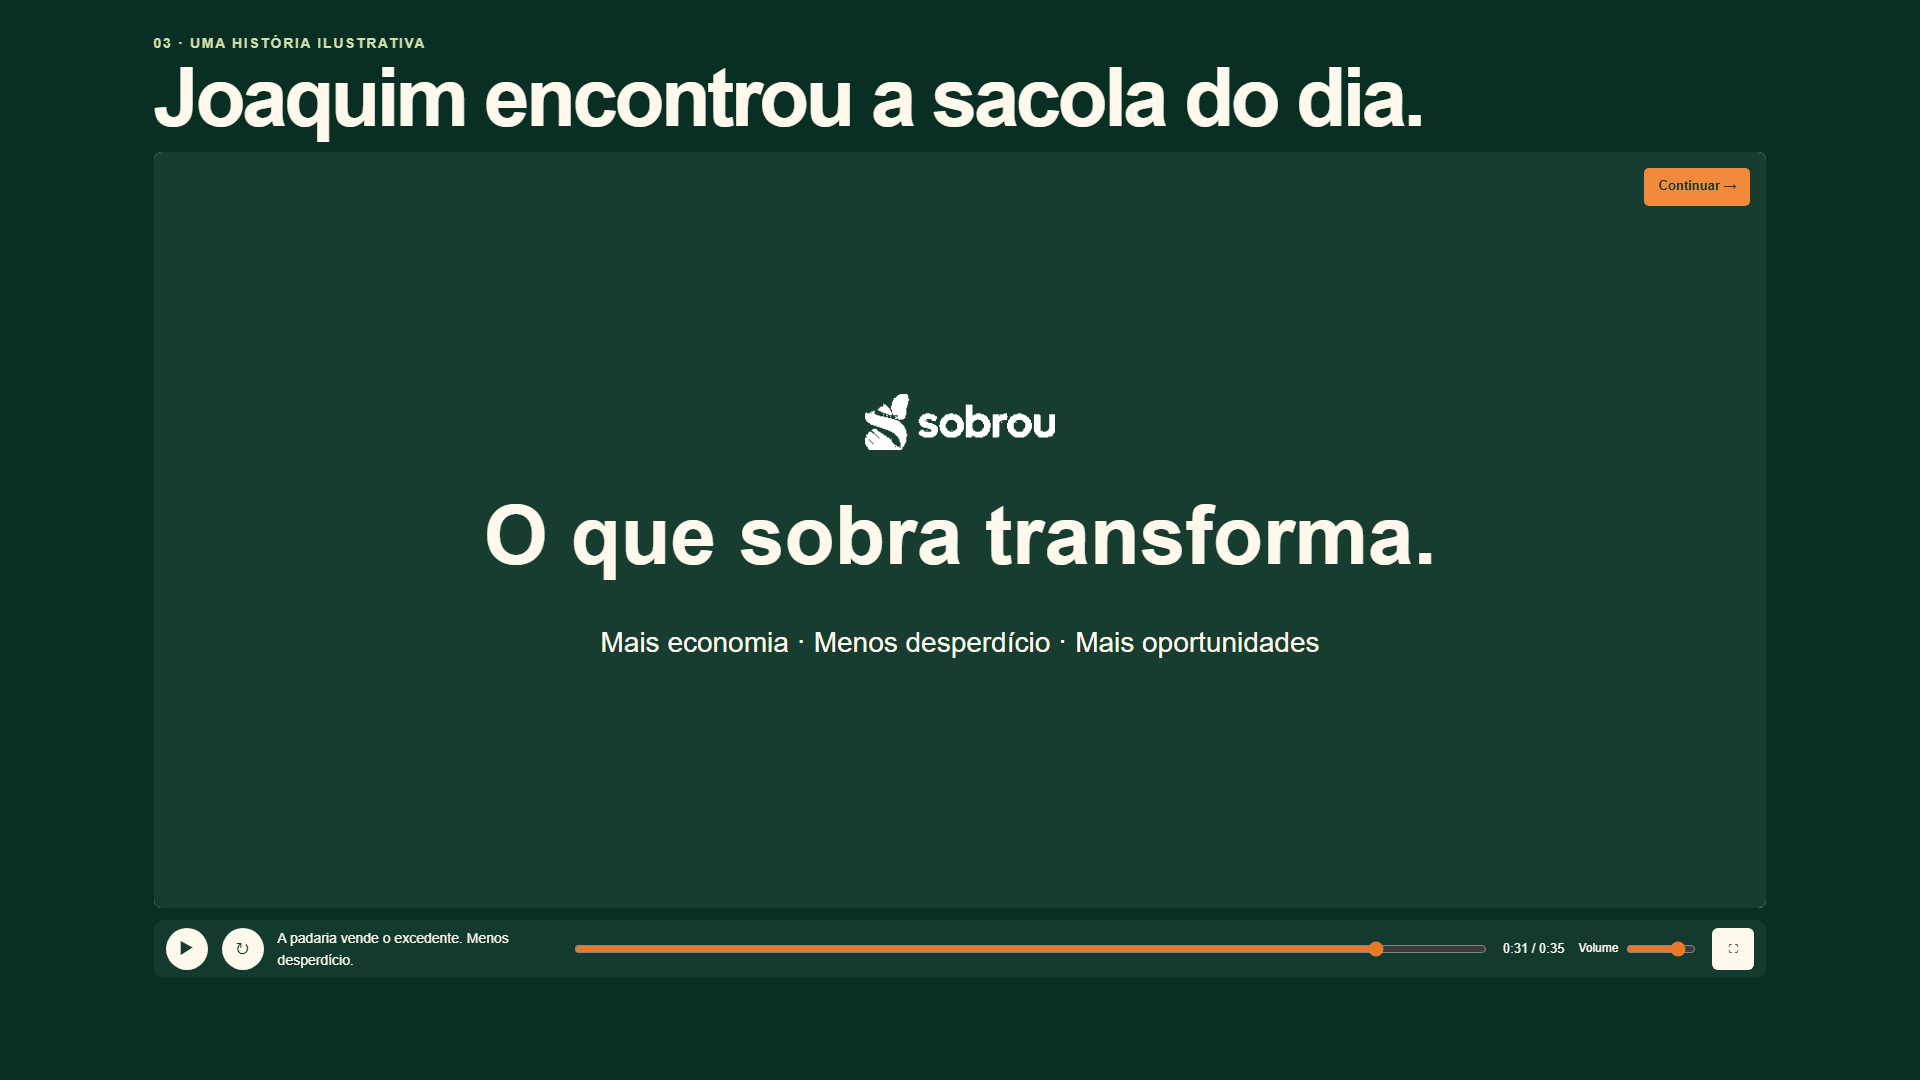 03 · UMA HISTÓRIA ILUSTRATIVA
Joaquim encontrou a sacola do dia.
Continuar →
sobrou
O que sobra transforma.
Mais economia · Menos desperdício · Mais oportunidades
A padaria vende o excedente. Menos
desperdício.
0:31 / 0:35
Volume